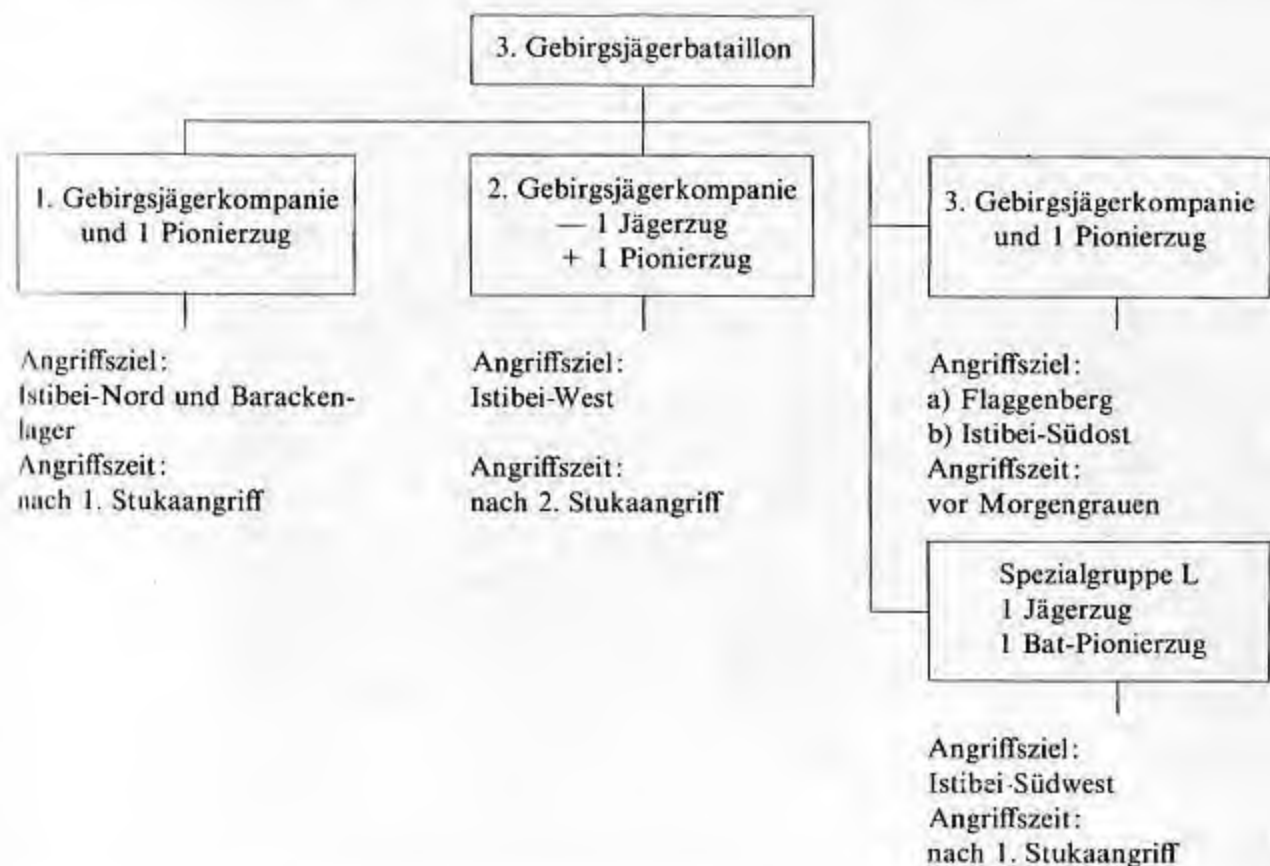 3. Gebirgsjägerbataillon
1. Gebirgsjägerkompanie
und 1 Pionierzug
2. Gebirgsjägerkompanie
— 1 Jägerzug
+ 1 Pionierzug
3. Gebirgsjägerkompanie
und 1 Pionierzug
Angriffsziel:
Istibei-Nord und Baracken-
lager
Angriffszeit:
nach 1. Stukaangriff
Angriffsziel:
Istibei-West
Angriffszeit:
nach 2. Stukaangriff
Angriffsziel:
a) Flaggenberg
b) Istibei-Südost
Angriffszeit:
vor Morgengrauen
Spezialgruppe L
1 Jägerzug
1 Bat-Pionierzug
Angriffsziel:
Istibei-Südwest
Angriffszeit:
nach 1. Stukaangriff